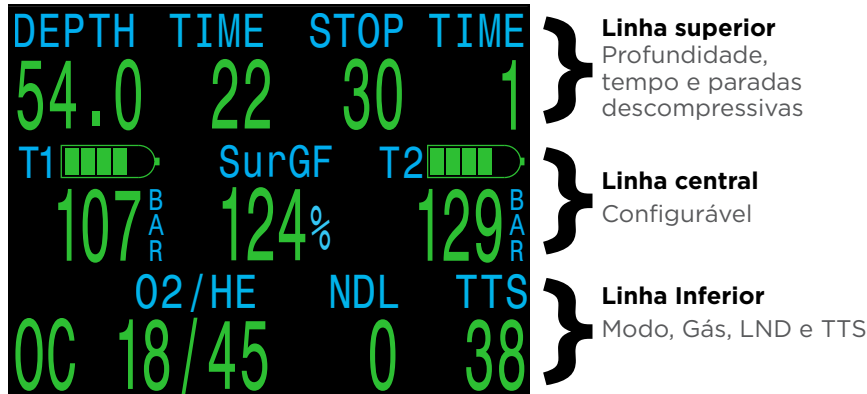 DEPTH TIME STOP TIME
54.0 22 30 1
T1 SurGF T2
107 BAR 124% 129 BAR
O2/HE NDL TTS
OC 18/45 0 38
Linha superior
Profundidade,
tempo e paradas
descompressivas
Linha central
Configurável
Linha Inferior
Modo, Gás, LND e TTS